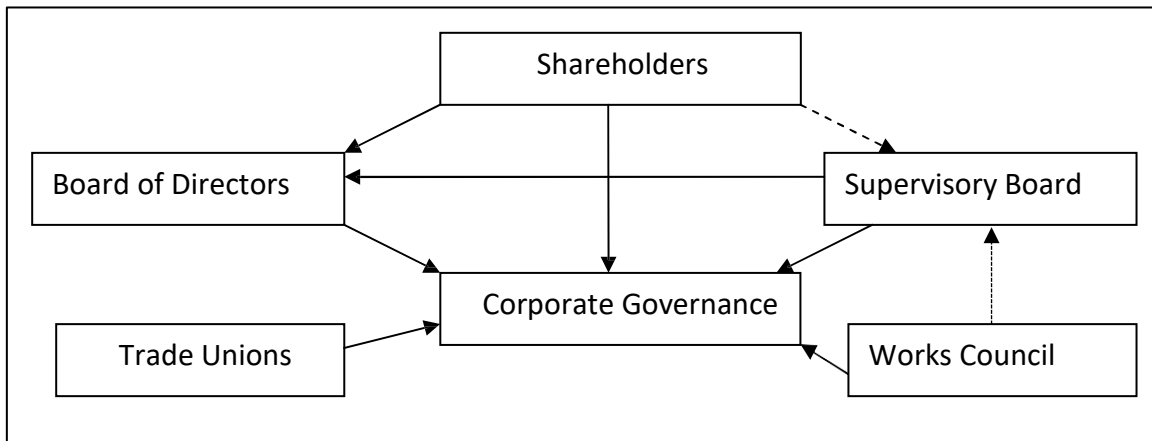 Shareholders
Board of Directors
Supervisory Board
Corporate Governance
Trade Unions
Works Council